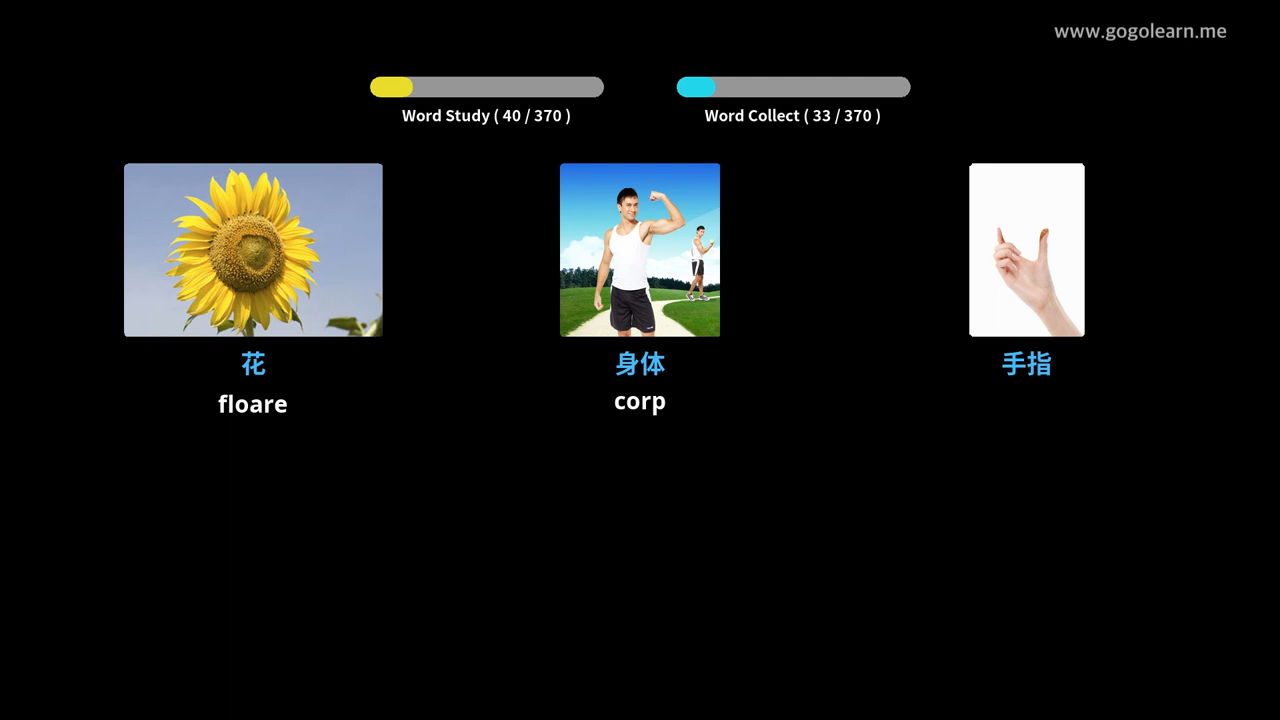 www.gogolearn.me
Word Study ( 40 / 370 )
Word Collect ( 33 / 370 )
花
身体
手指
floare
corp